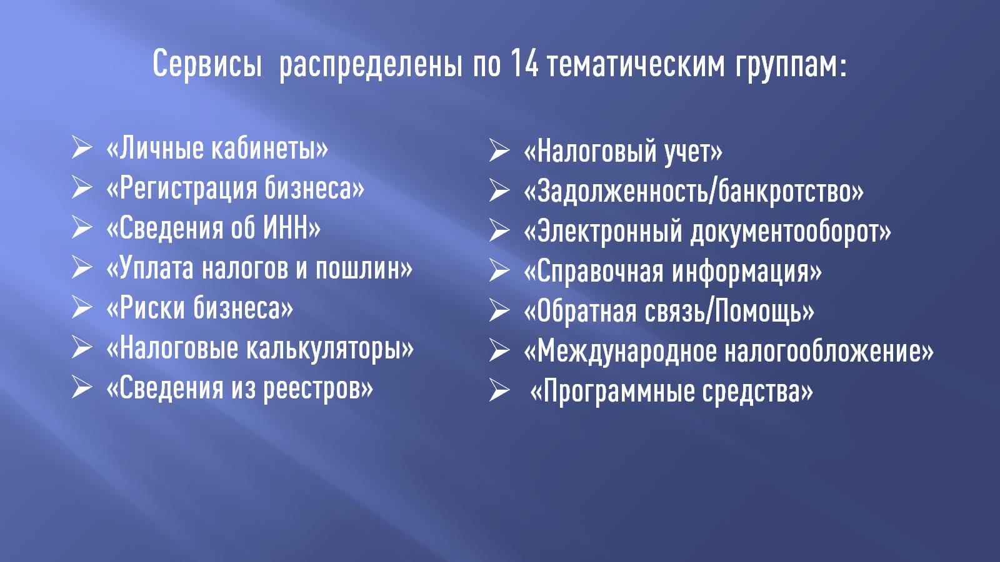 Сервисы распределены по 14 тематическим группам:
«Личные кабинеты»
«Регистрация бизнеса»
«Сведения об ИНН»
«Уплата налогов и пошлин»
«Риски бизнеса»
«Налоговые калькуляторы»
«Сведения из реестров»
«Налоговый учет»
«Задолженность/банкротство»
«Электронный документооборот»
«Справочная информация»
«Обратная связь/Помощь»
«Международное налогообложение»
«Программные средства»